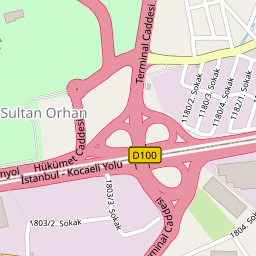 Terminal Caddesi
1180/2. Sokak
1180/3. Sokak
1180/4. Sokak
1182/1. Sokak
Sultan Orhan
Hükümet Caddesi
D100
İstanbul - Kocaeli Yolu
1803/3. Sokak
1803/2. Sokak
Terminal Caddesi
1804.